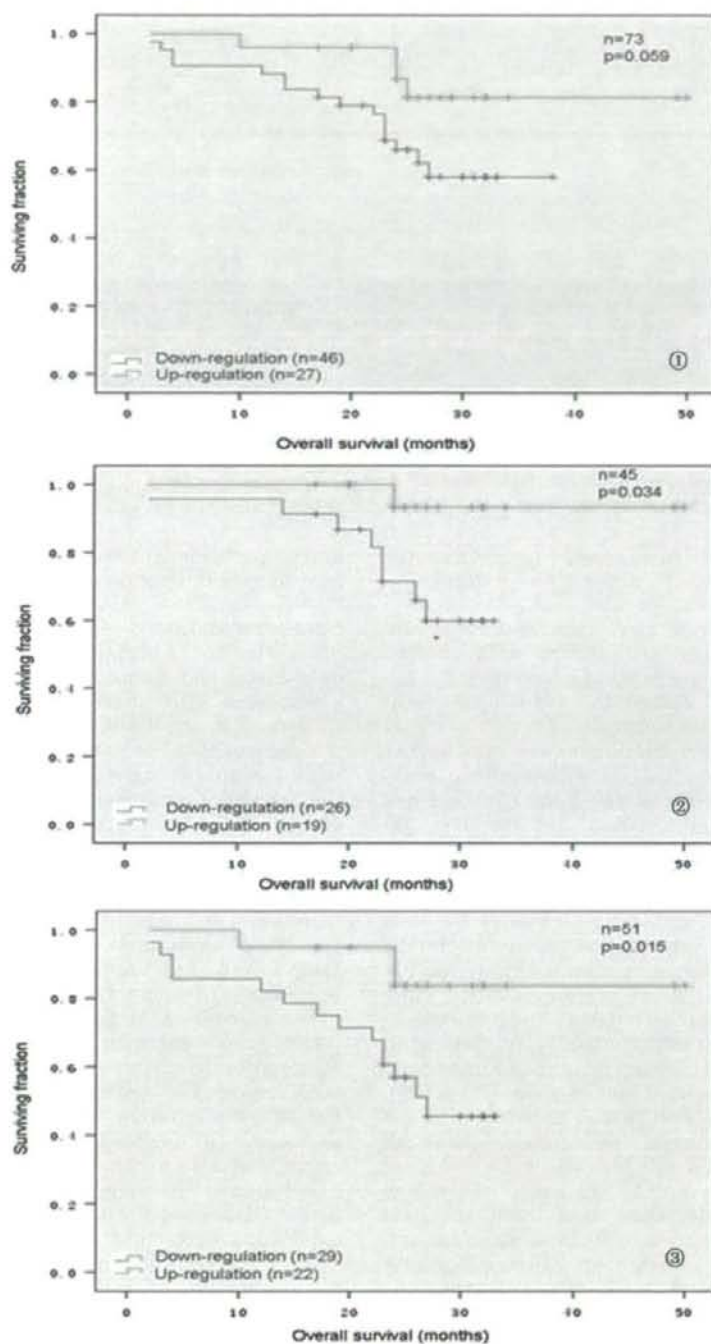 n=73
p=0.059
1.0
0.8
0.6
0.4
0.2
0.0
Surviving fraction
Down-regulation (n=46)
Up-regulation (n=27)
①
0 10 20 30 40 50
Overall survival (months)
n=45
p=0.034
1.0
0.8
0.6
0.4
0.2
0.0
Surviving fraction
Down-regulation (n=26)
Up-regulation (n=19)
②
0 10 20 30 40 50
Overall survival (months)
n=51
p=0.015
1.0
0.8
0.6
0.4
0.2
0.0
Surviving fraction
Down-regulation (n=29)
Up-regulation (n=22)
③
0 10 20 30 40 50
Overall survival (months)